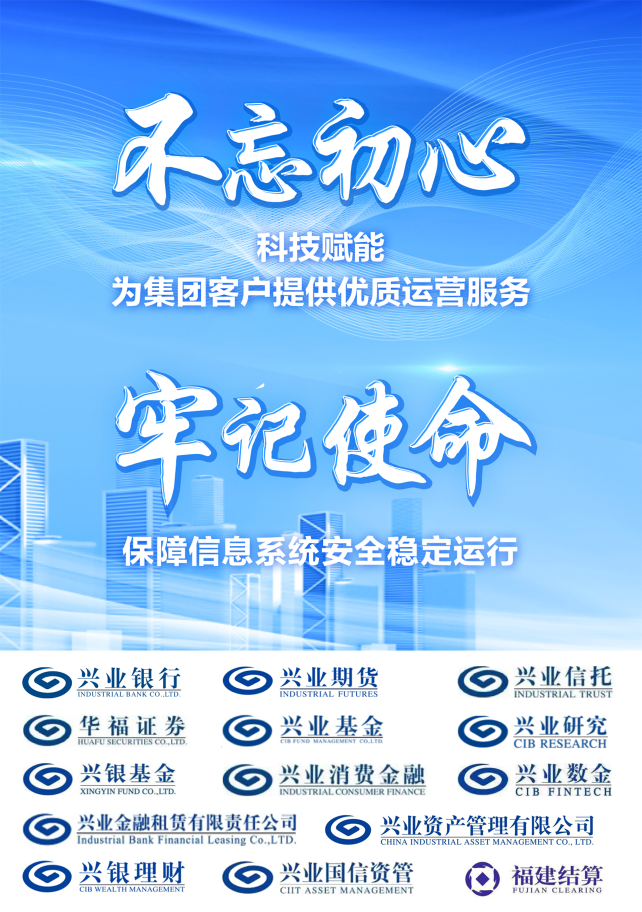 不忘初心
科技赋能
为集团客户提供优质运营服务
牢记使命
保障信息系统安全稳定运行
兴业银行
INDUSTRIAL BANK CO.,LTD.
兴业期货
INDUSTRIAL FUTURES
兴业信托
INDUSTRIAL TRUST
华福证券
HUAFU SECURITIES CO.,LTD.
兴业基金
CIB FUND MANAGEMENT CO.,LTD.
兴业研究
CIB RESEARCH
兴银基金
XINGYIN FUND CO.,LTD.
兴业消费金融
INDUSTRIAL CONSUMER FINANCE
兴业数金
CIB FINTECH
兴业金融租赁有限责任公司
Industrial Bank Financial Leasing Co.,LTD.
兴业资产管理有限公司
CHINA INDUSTRIAL ASSET MANAGEMENT CO., LTD.
兴银理财
CIB WEALTH MANAGEMENT
兴业国信资管
CIIT ASSET MANAGEMENT
福建结算
FUJIAN CLEARING